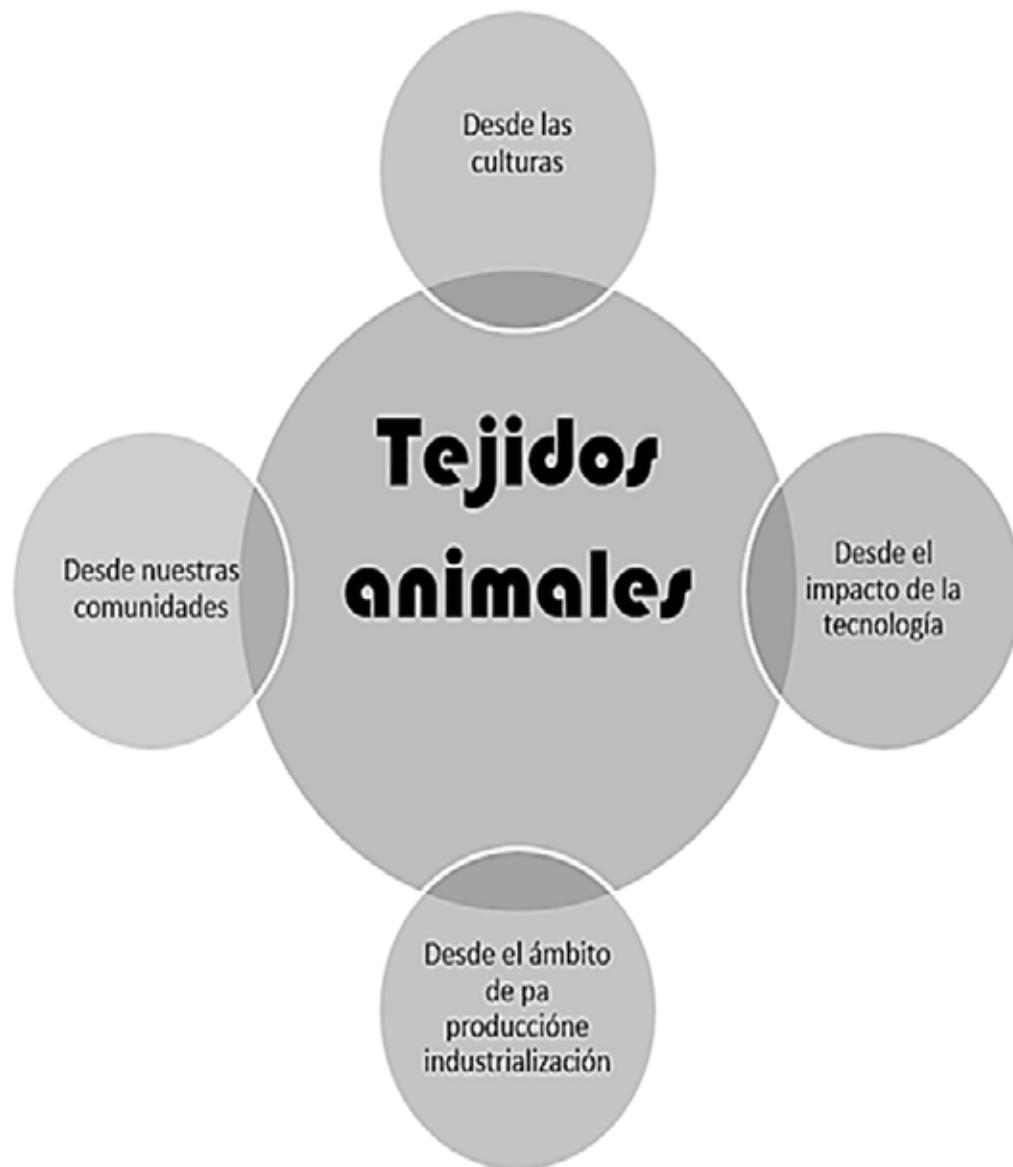 Desde las
culturas
Tejidos
animales
Desde nuestras
comunidades
Desde el
impacto de la
tecnología
Desde el ámbito
de pa
produccióne
industrialización